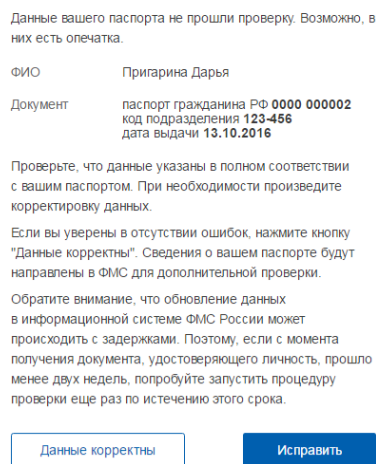 Данные вашего паспорта не прошли проверку. Возможно, в
них есть опечатка.
ФИО Пригарина Дарья
Документ паспорт гражданина РФ 0000 000002
код подразделения 123-456
дата выдачи 13.10.2016
Проверьте, что данные указаны в полном соответствии
с вашим паспортом. При необходимости произведите
корректировку данных.
Если вы уверены в отсутствии ошибок, нажмите кнопку
"Данные корректны". Сведения о вашем паспорте будут
направлены в ФМС для дополнительной проверки.
Обратите внимание, что обновление данных
в информационной системе ФМС России может
происходить с задержками. Поэтому, если с момента
получения документа, удостоверяющего личность, прошло
менее двух недель, попробуйте запустить процедуру
проверки еще раз по истечению этого срока.
Данные корректны Исправить